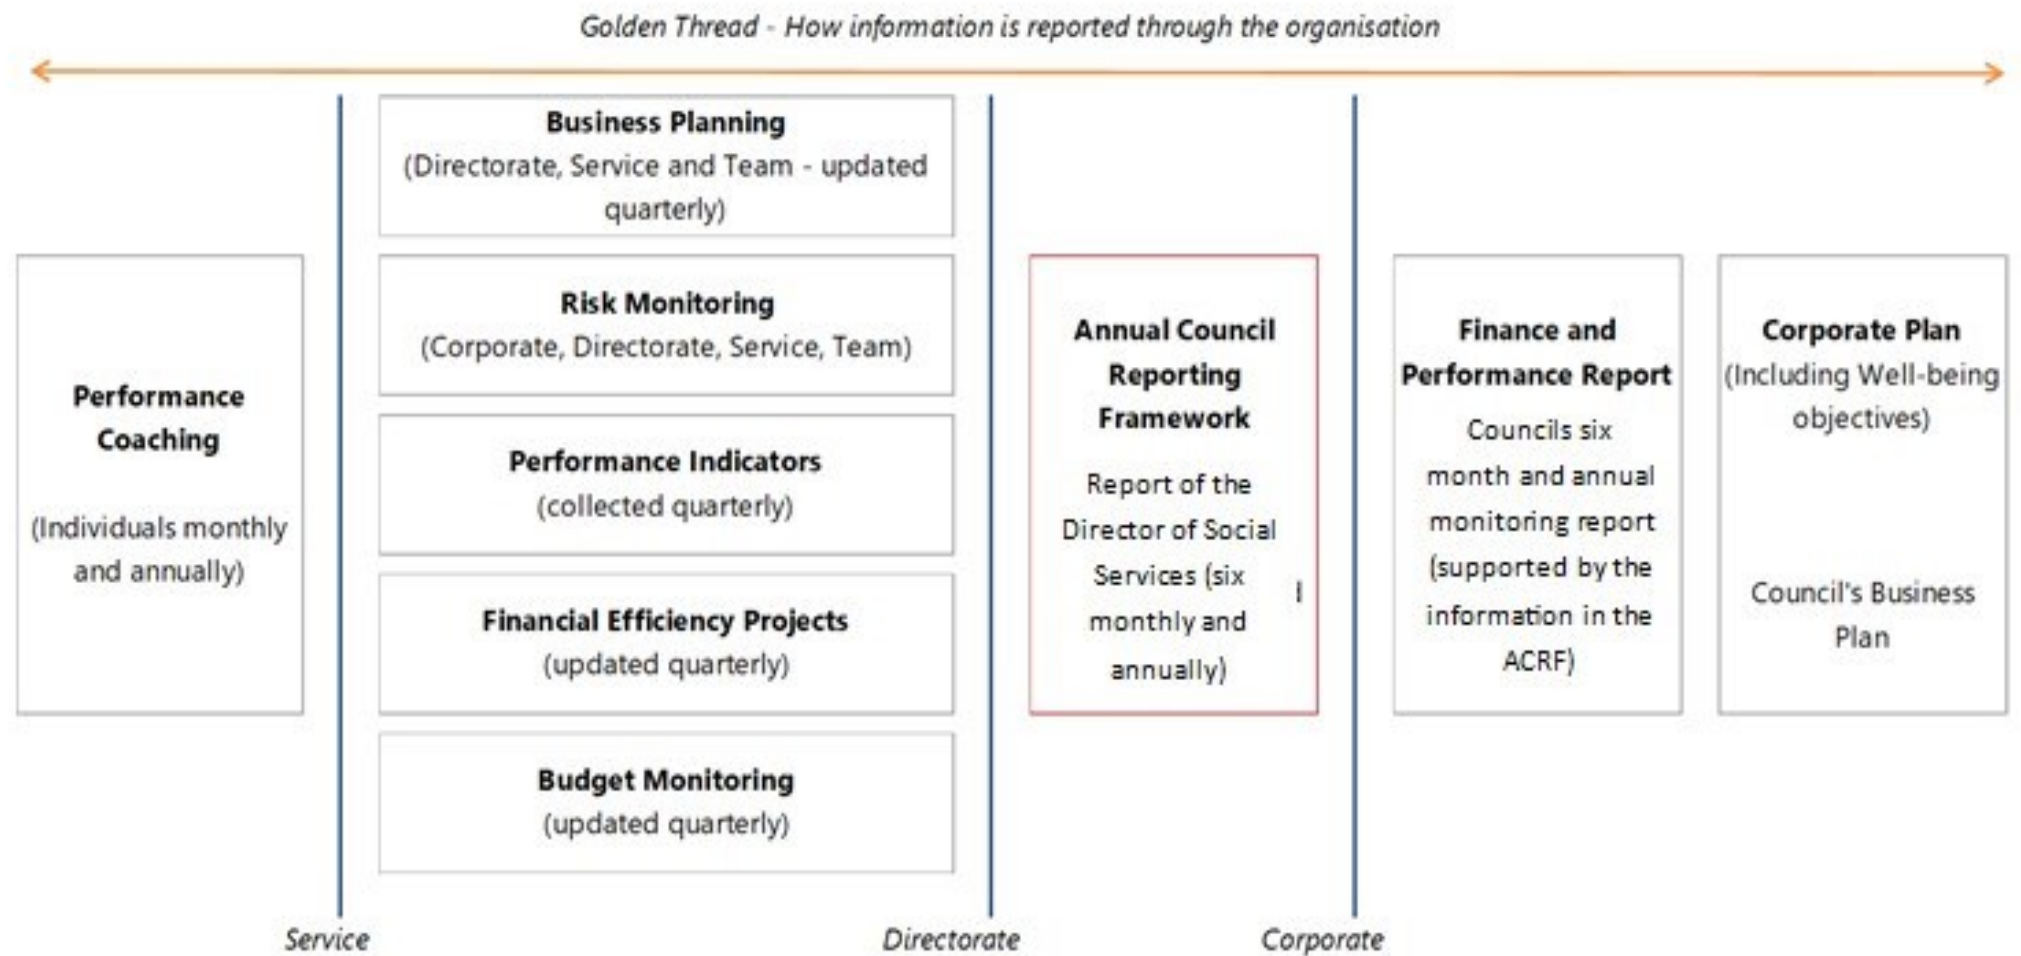 Golden Thread - How information is reported through the organisation
Performance
Coaching
(Individuals monthly
and annually)
Business Planning
(Directorate, Service and Team - updated
quarterly)
Risk Monitoring
(Corporate, Directorate, Service, Team)
Performance Indicators
(collected quarterly)
Financial Efficiency Projects
(updated quarterly)
Budget Monitoring
(updated quarterly)
Annual Council
Reporting
Framework
Report of the
Director of Social
Services (six
monthly and
annually)
Finance and
Performance Report
Councils six
month and annual
monitoring report
(supported by the
information in the
ACRF)
Corporate Plan
(Including Well-being
objectives)
Council's Business
Plan
Service
Directorate
Corporate